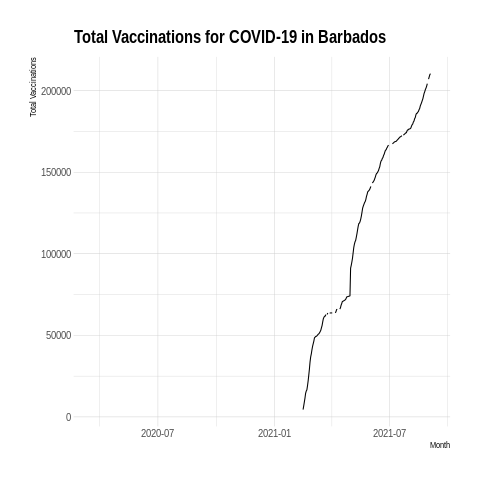 Total Vaccinations for COVID-19 in Barbados
Total Vaccinations
200000
150000
100000
50000
0
2020-07 2021-01 2021-07
Month